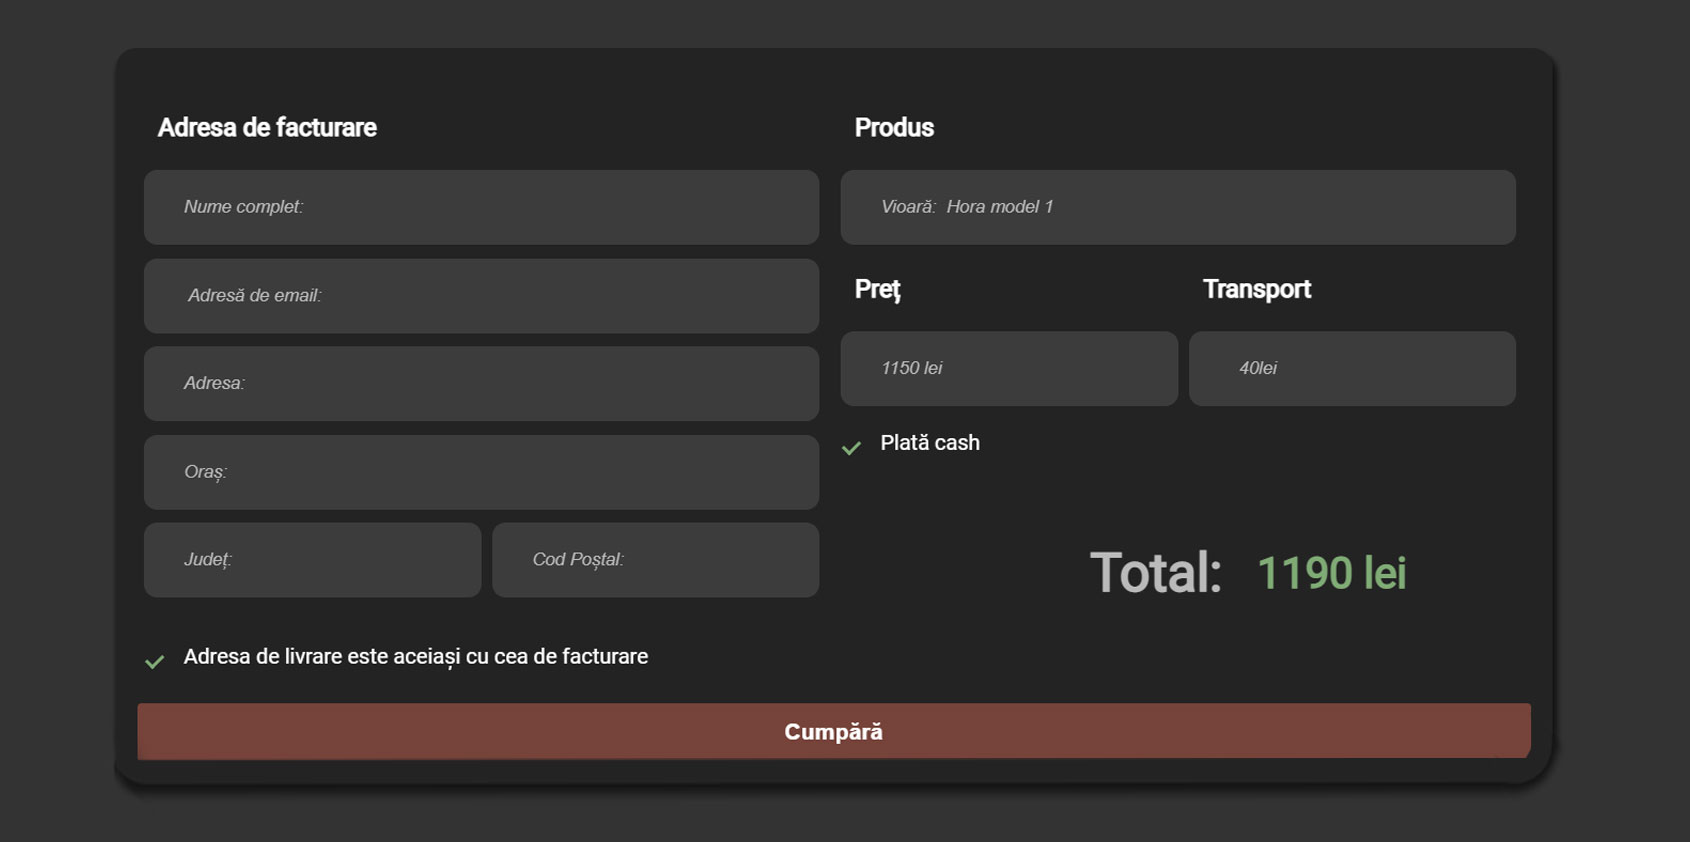 Adresa de facturare
Nume complet:
Adresă de email:
Adresa:
Oraș:
Județ:
Cod Poștal:
Adresa de livrare este aceiași cu cea de facturare
Produs
Vioară: Hora model 1
Preț
Transport
1150 lei
40lei
Plată cash
Total: 1190 lei
Cumpără